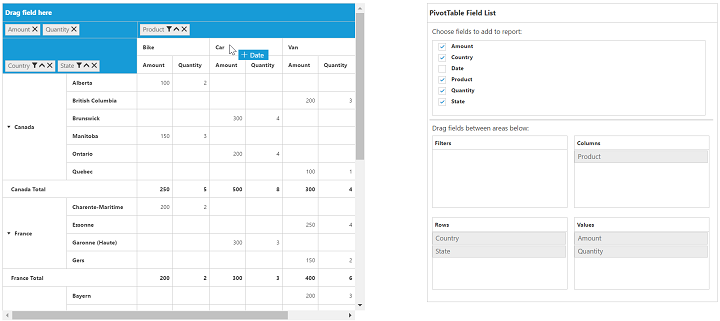 Drag field here
Amount Quantity Product
Country State
Bike Car Van
Date
Amount Quantity Amount Quantity Amount Quantity
Canada
Alberta 100 2
British Columbia 200 3
Brunswick 300 4
Manitoba 150 3
Ontario 200 4
Quebec 100 1
Canada Total 250 5 500 8 300 4
France
Charente-Maritime 200 2
Essonne 250 4
Garonne (Haute) 300 3
Gers 150 2
France Total 200 2 300 3 400 6
Bayern 200 3
PivotTable Field List
Choose fields to add to report:
Amount
Country
Date
Product
Quantity
State
Drag fields between areas below:
Filters
Columns
Product
Rows
Country
State
Values
Amount
Quantity